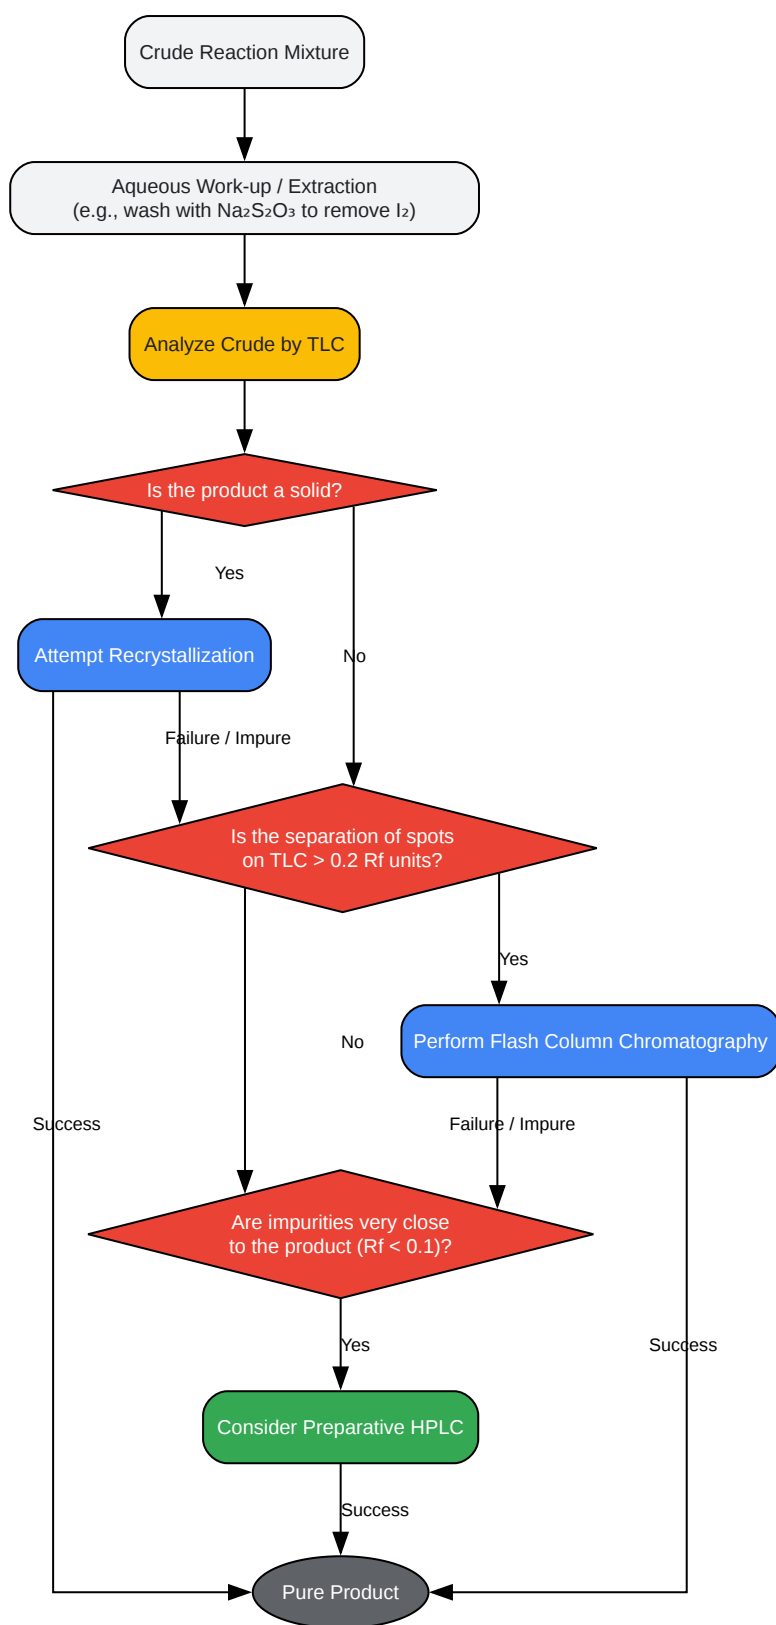 Crude Reaction Mixture
Aqueous Work-up / Extraction
(e.g., wash with Na₂S₂O₃ to remove I₂)
Analyze Crude by TLC
Is the product a solid?
Yes
Attempt Recrystallization
No
Failure / Impure
Is the separation of spots
on TLC > 0.2 Rf units?
Yes
Perform Flash Column Chromatography
No
Success
Failure / Impure
Are impurities very close
to the product (Rf < 0.1)?
Yes
Success
Consider Preparative HPLC
Success
Pure Product